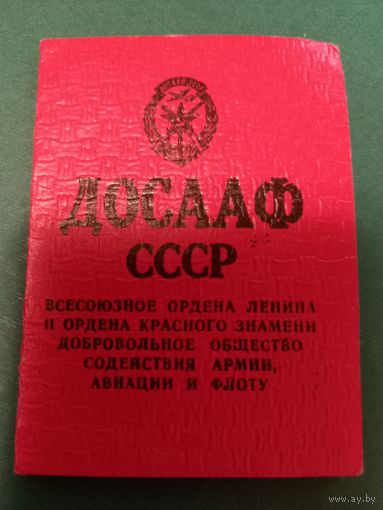 ДОСААФ
СССР
ВСЕСОЮЗНОЕ ОРДЕНА ЛЕНИНА
И ОРДЕНА КРАСНОГО ЗНАМЕНИ
ДОБРОВОЛЬНОЕ ОБЩЕСТВО
СОДЕЙСТВИЯ АРМИИ,
АВИАЦИИ И ФЛОТУ
www.ay.by